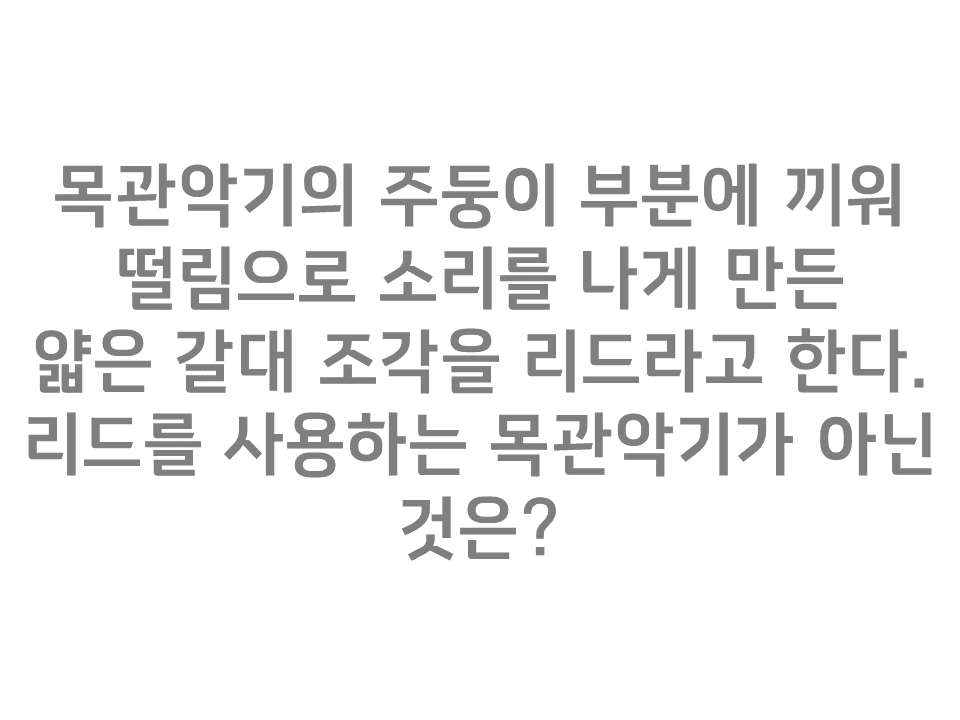 목관악기의 주둥이 부분에 끼워
떨림으로 소리를 나게 만든
얇은 갈대 조각을 리드라고 한다.
리드를 사용하는 목관악기가 아닌
것은?